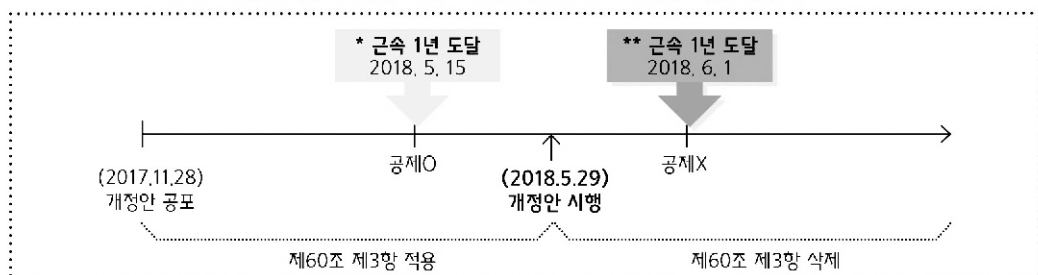 * 근속 1년 도달
2018. 5. 15
** 근속 1년 도달
2018. 6. 1
공제O
공제X
(2017.11.28)
개정안 공포
(2018.5.29)
개정안 시행
제60조 제3항 적용
제60조 제3항 삭제